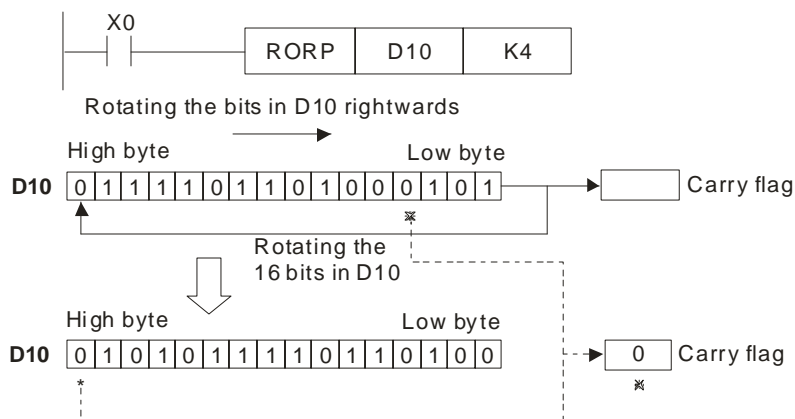 X0
RORP D10 K4
Rotating the bits in D10 rightwards
High byte Low byte
D10 0 1 1 1 1 0 1 1 0 1 0 0 0 1 0 1 Carry flag
※
Rotating the
16 bits in D10
High byte Low byte
D10 0 1 0 1 0 1 1 1 1 0 1 1 0 1 0 0 0 Carry flag
* ※